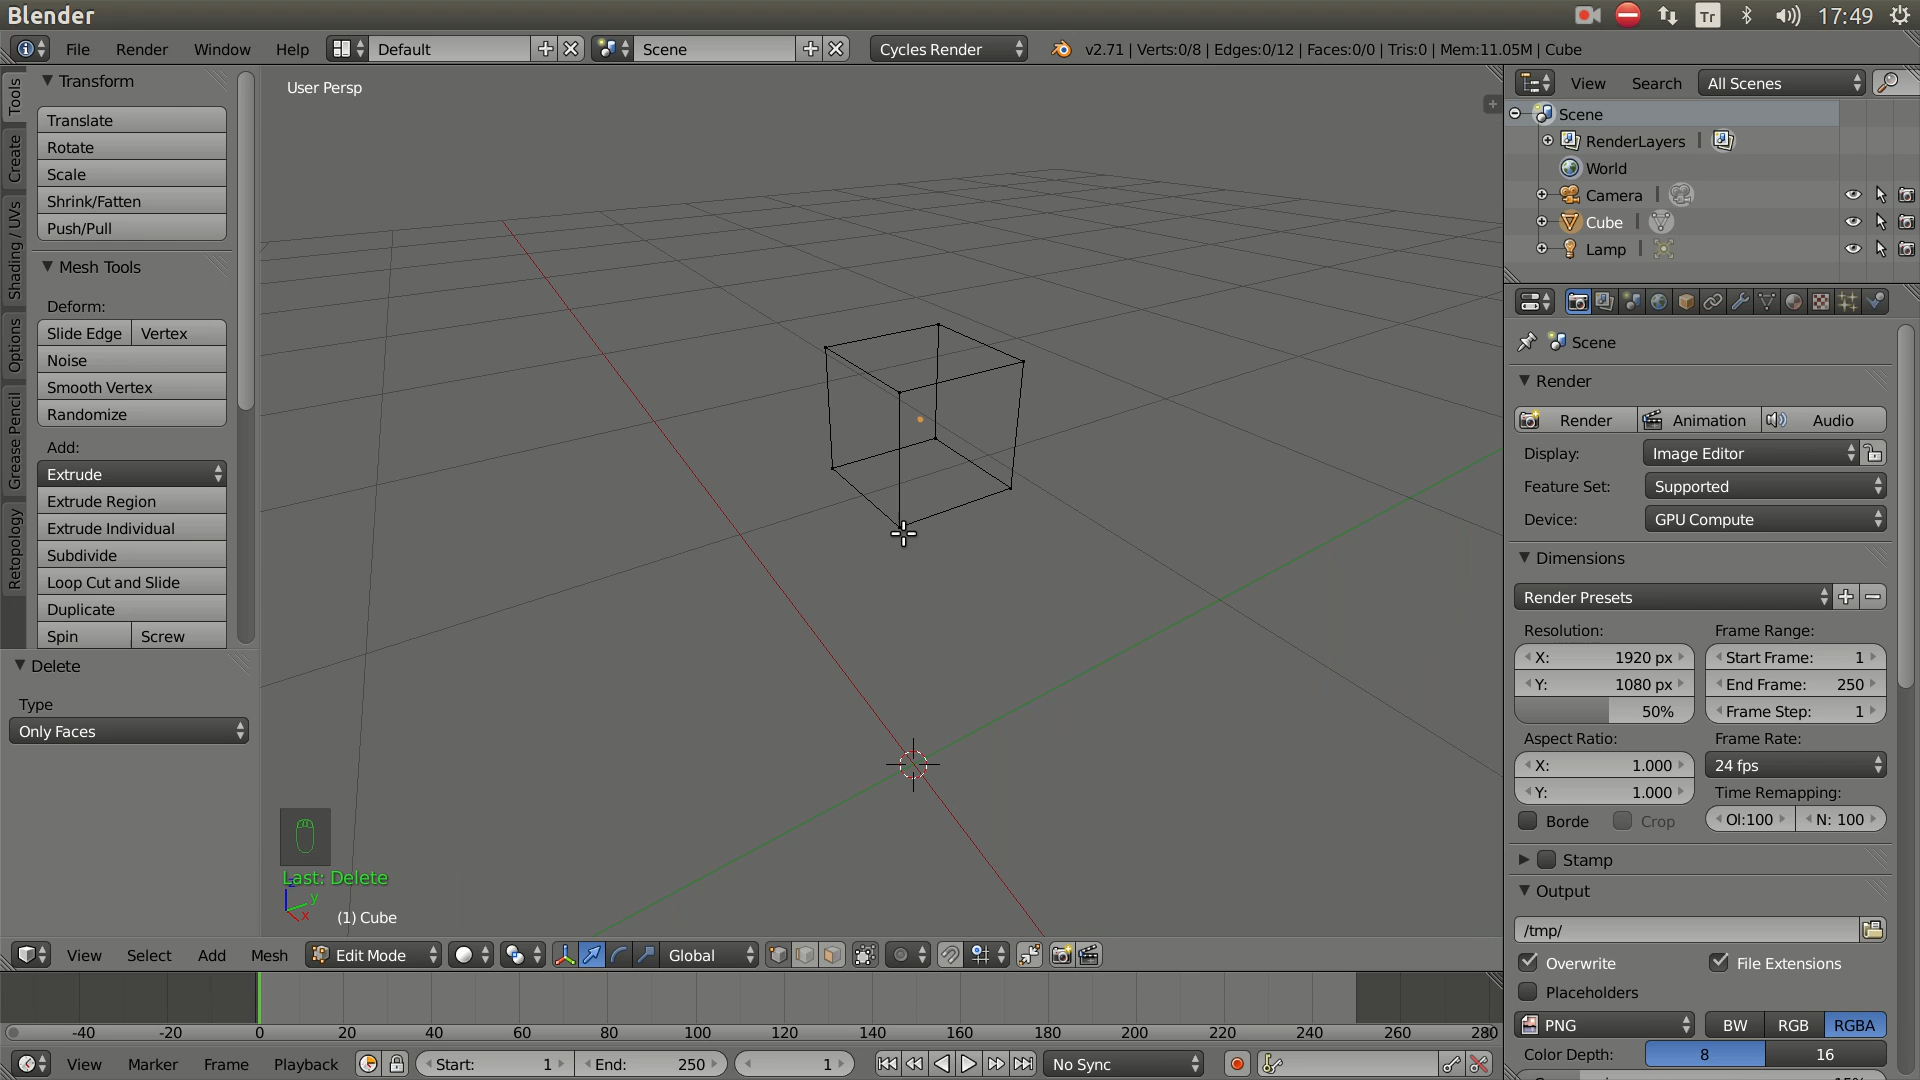 Blender
Tr
17:49
File Render Window Help Default Scene Cycles Render v2.71 | Verts:0/8 | Edges:0/12 | Faces:0/0 | Tris:0 | Mem:11.05M | Cube
Tools
Create
Shading / UVs
Options
Grease Pencil
Retopology
Transform
Translate
Rotate
Scale
Shrink/Fatten
Push/Pull
Mesh Tools
Deform:
Slide Edge Vertex
Noise
Smooth Vertex
Randomize
Add:
Extrude
Extrude Region
Extrude Individual
Subdivide
Loop Cut and Slide
Duplicate
Spin Screw
Delete
Type
Only Faces
User Persp
Last: Delete
y
x
(1) Cube
View Select Add Mesh Edit Mode Global
-40 -20 0 20 40 60 80 100 120 140 160 180 200 220 240 260 280
View Marker Frame Playback Start: 1 End: 250 1 No Sync
View Search All Scenes
Scene
RenderLayers |
World
Camera |
Cube |
Lamp |
Scene
Render
Render Animation Audio
Display: Image Editor
Feature Set: Supported
Device: GPU Compute
Dimensions
Render Presets
Resolution: Frame Range:
X: 1920 px Start Frame: 1
Y: 1080 px End Frame: 250
50% Frame Step: 1
Aspect Ratio: Frame Rate:
X: 1.000 24 fps
Y: 1.000 Time Remapping:
Borde Crop Ol:100 N: 100
Stamp
Output
/tmp/
Overwrite File Extensions
Placeholders
PNG BW RGB RGBA
Color Depth: 8 16